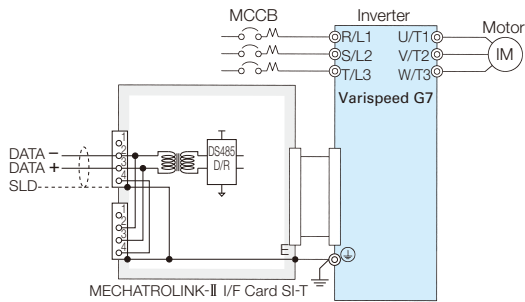 MCCB
Inverter
Motor
R/L1 U/T1
S/L2 V/T2 IM
T/L3 W/T3
Varispeed G7
1
2
3
4
DS485
D/R
DATA −
DATA +
SLD
1
2
3
4
E
MECHATROLINK-Ⅱ I/F Card SI-T